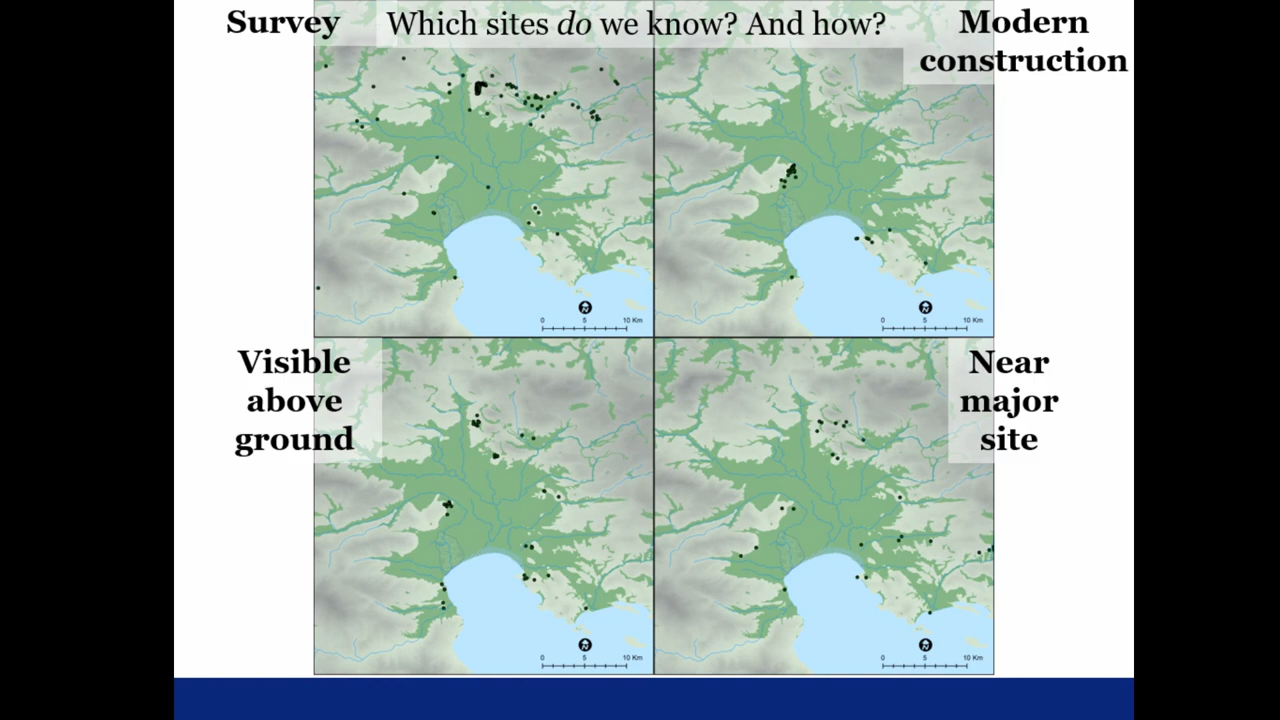 Survey
Which sites do we know? And how?
Modern
construction
0 5 10 Km
0 5 10 Km
Visible
above
ground
Near
major
site
0 5 10 Km
0 5 10 Km